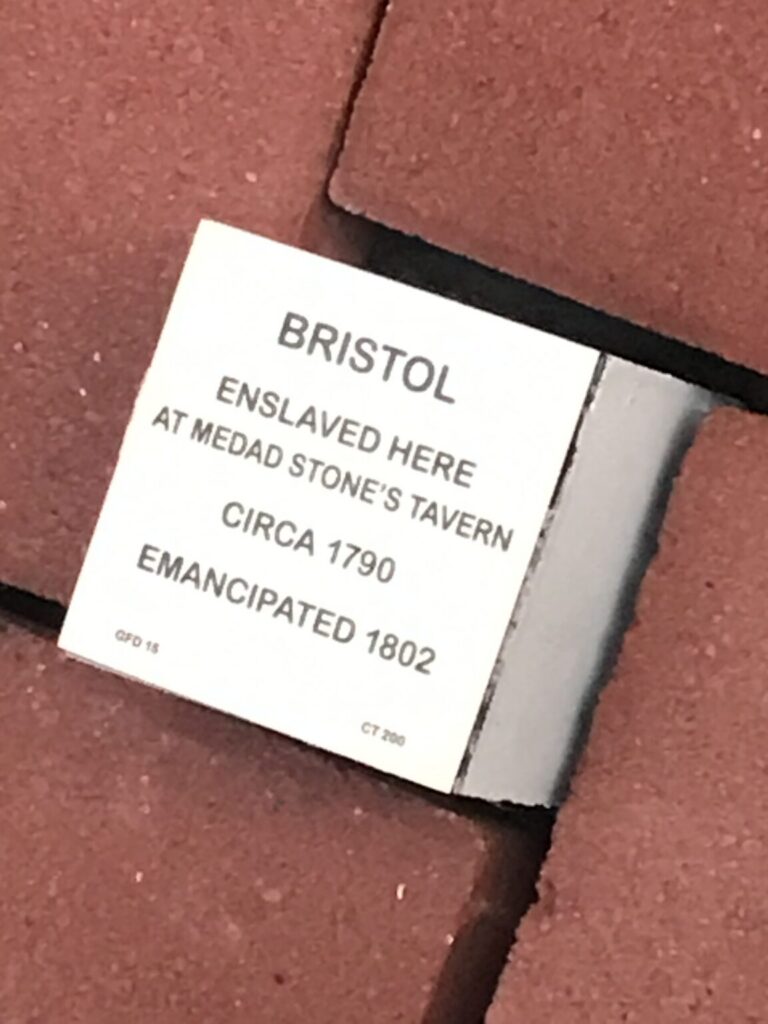 BRISTOL
ENSLAVED HERE
AT MEDAD STONE'S TAVERN
CIRCA 1790
EMANCIPATED 1802
GFD 15
CT 200